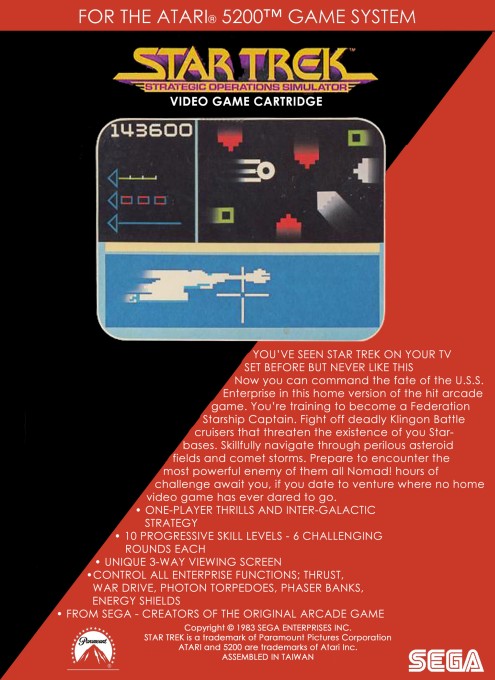 FOR THE ATARI® 5200™ GAME SYSTEM
STAR TREK™
STRATEGIC OPERATIONS SIMULATOR
VIDEO GAME CARTRIDGE
143600
YOU'VE SEEN STAR TREK ON YOUR TV
SET BEFORE BUT NEVER LIKE THIS
Now you can command the fate of the U.S.S.
Enterprise in this home version of the hit arcade
game. You're training to become a Federation
Starship Captain. Fight off deadly Klingon Battle
cruisers that threaten the existence of you Star-
bases. Skillfully navigate through perilous asteroid
fields and comet storms. Prepare to encounter the
most powerful enemy of them all Nomad! hours of
challenge await you, if you date to venture where no home
video game has ever dared to go.
• ONE-PLAYER THRILLS AND INTER-GALACTIC
STRATEGY
• 10 PROGRESSIVE SKILL LEVELS - 6 CHALLENGING
ROUNDS EACH
• UNIQUE 3-WAY VIEWING SCREEN
•CONTROL ALL ENTERPRISE FUNCTIONS; THRUST,
WAR DRIVE, PHOTON TORPEDOES, PHASER BANKS,
ENERGY SHIELDS
• FROM SEGA - CREATORS OF THE ORIGINAL ARCADE GAME
Copyright © 1983 SEGA ENTERPRISES INC.
STAR TREK is a trademark of Paramount Pictures Corporation
ATARI and 5200 are trademarks of Atari Inc.
ASSEMBLED IN TAIWAN
Paramount
SEGA